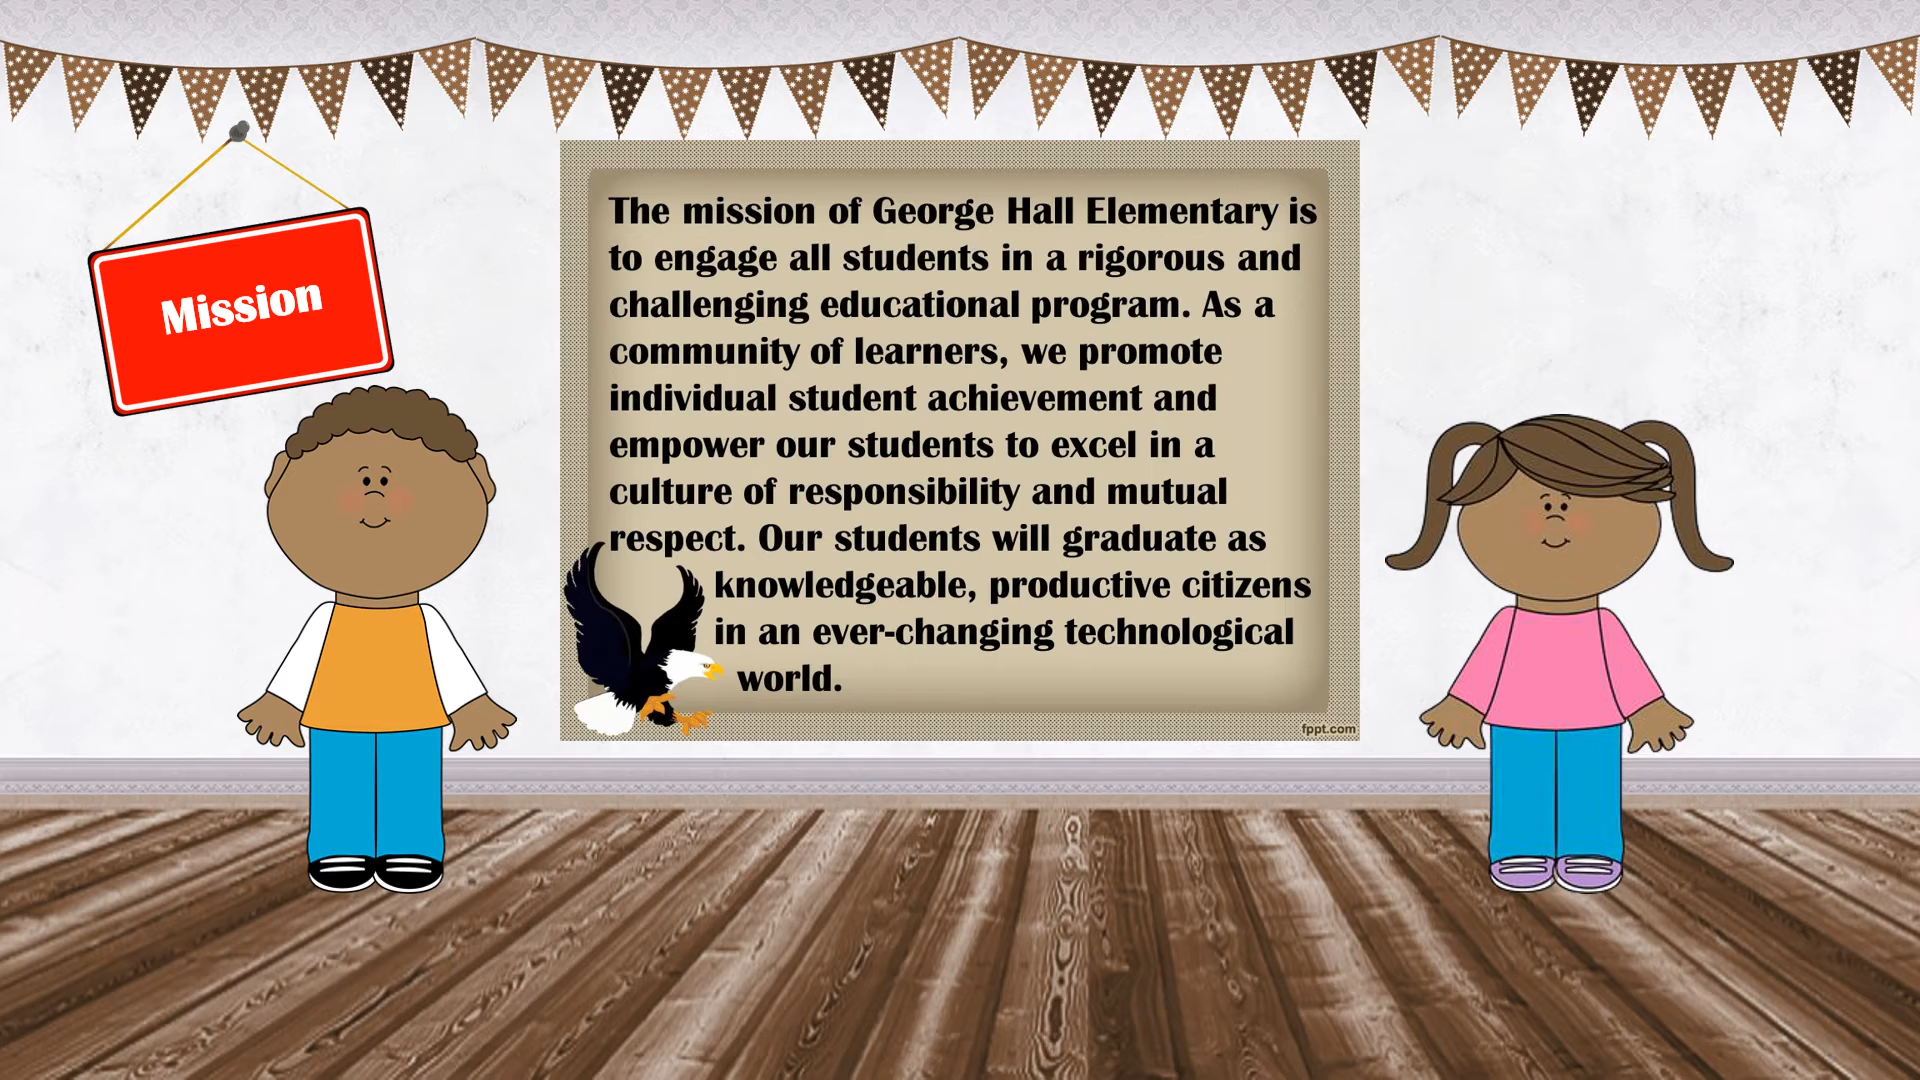 Mission
The mission of George Hall Elementary is
to engage all students in a rigorous and
challenging educational program. As a
community of learners, we promote
individual student achievement and
empower our students to excel in a
culture of responsibility and mutual
respect. Our students will graduate as
knowledgeable, productive citizens
in an ever-changing technological
world.
fppt.com